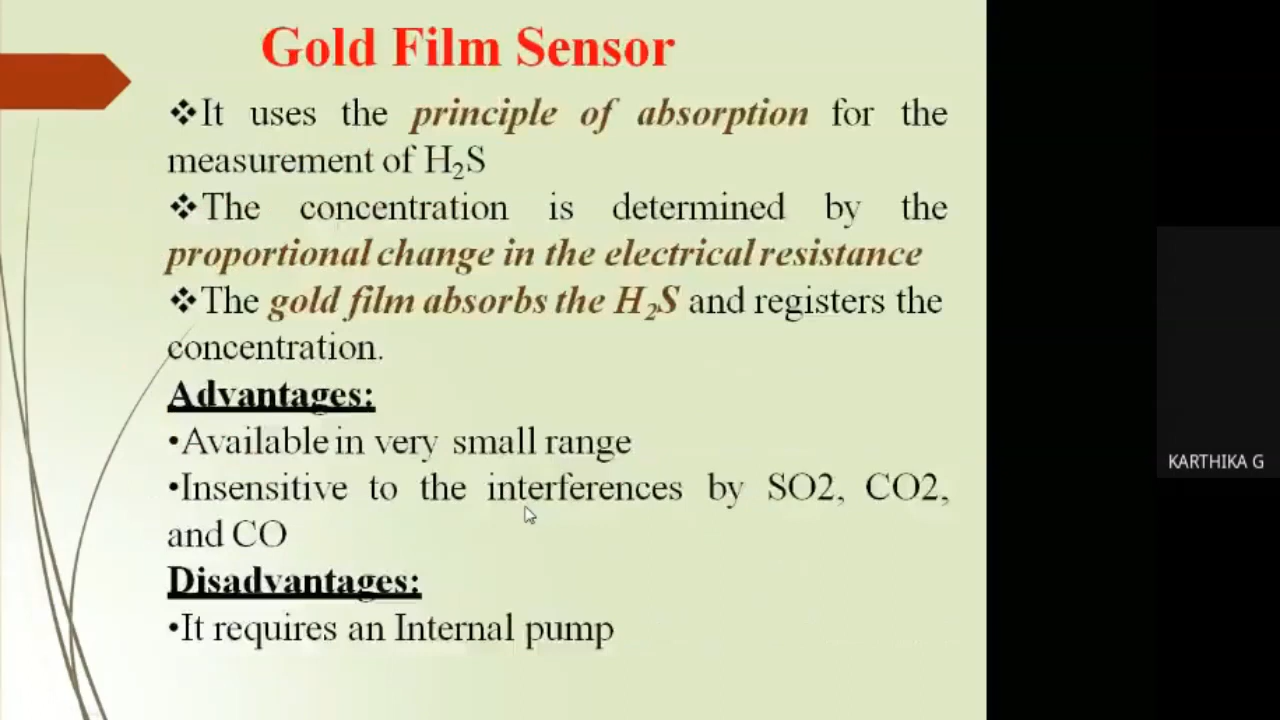 Gold Film Sensor
❖It uses the principle of absorption for the
measurement of H₂S
❖The concentration is determined by the
proportional change in the electrical resistance
❖The gold film absorbs the H₂S and registers the
concentration.
Advantages:
•Available in very small range
•Insensitive to the interferences by SO2, CO2,
and CO
Disadvantages:
•It requires an Internal pump
KARTHIKA G